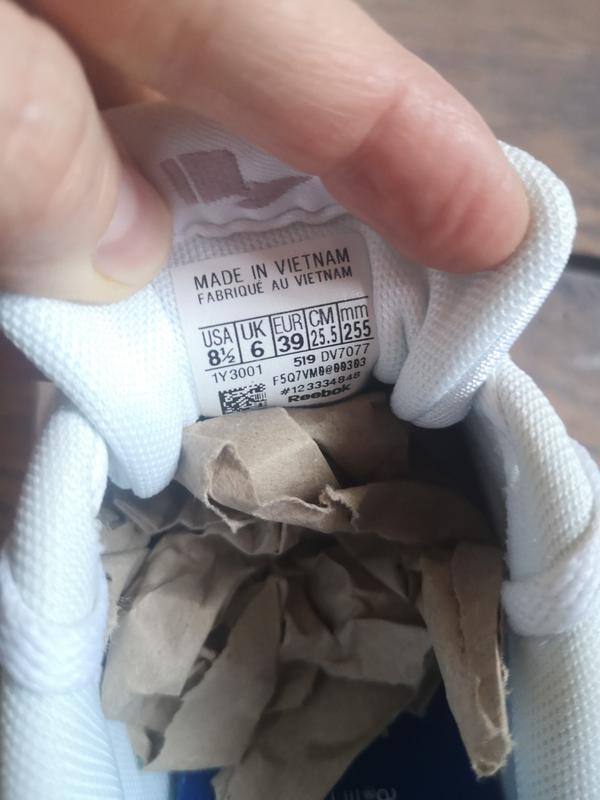 MADE IN VIETNAM
FABRIQUÉ AU VIETNAM
USA UK EUR CM mm
8½ 6 39 25.5 255
519 DV7077
1Y3001 F5Q7VM0@00303
#123334848
Reebok